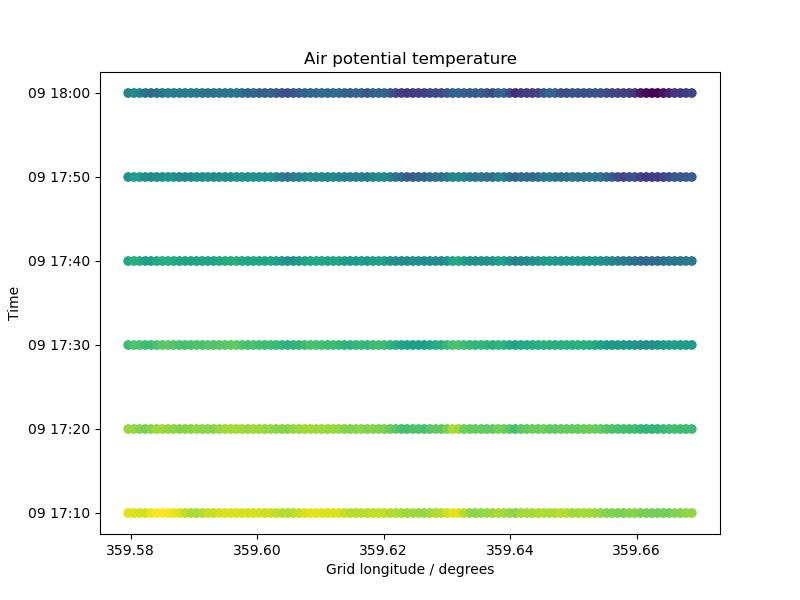 Air potential temperature
09 18:00
09 17:50
09 17:40
09 17:30
09 17:20
09 17:10
Time
359.58 359.60 359.62 359.64 359.66
Grid longitude / degrees